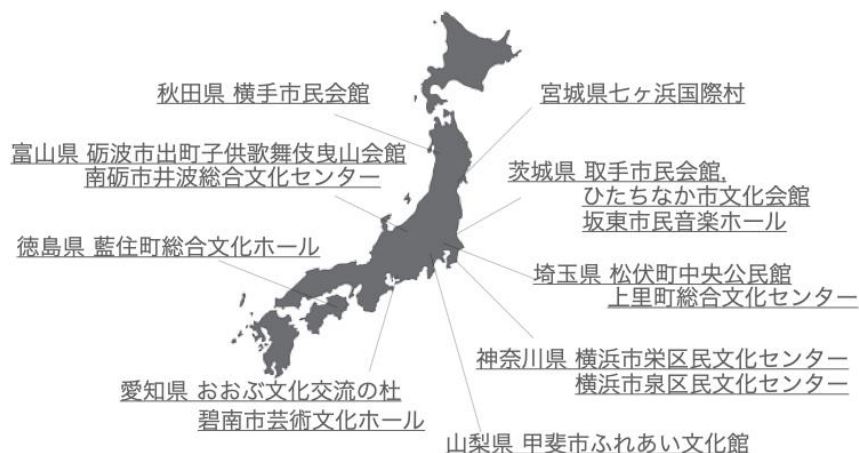 秋田県 横手市民会館
宮城県七ヶ浜国際村
富山県 砺波市出町子供歌舞伎曳山会館
南砺市井波総合文化センター
茨城県 取手市民会館,
ひたちなか市文化会館
坂東市民音楽ホール
徳島県 藍住町総合文化ホール
埼玉県 松伏町中央公民館
上里町総合文化センター
神奈川県 横浜市栄区民文化センター
横浜市泉区民文化センター
愛知県 おおぶ文化交流の杜
碧南市芸術文化ホール
山梨県 甲斐市ふれあい文化館